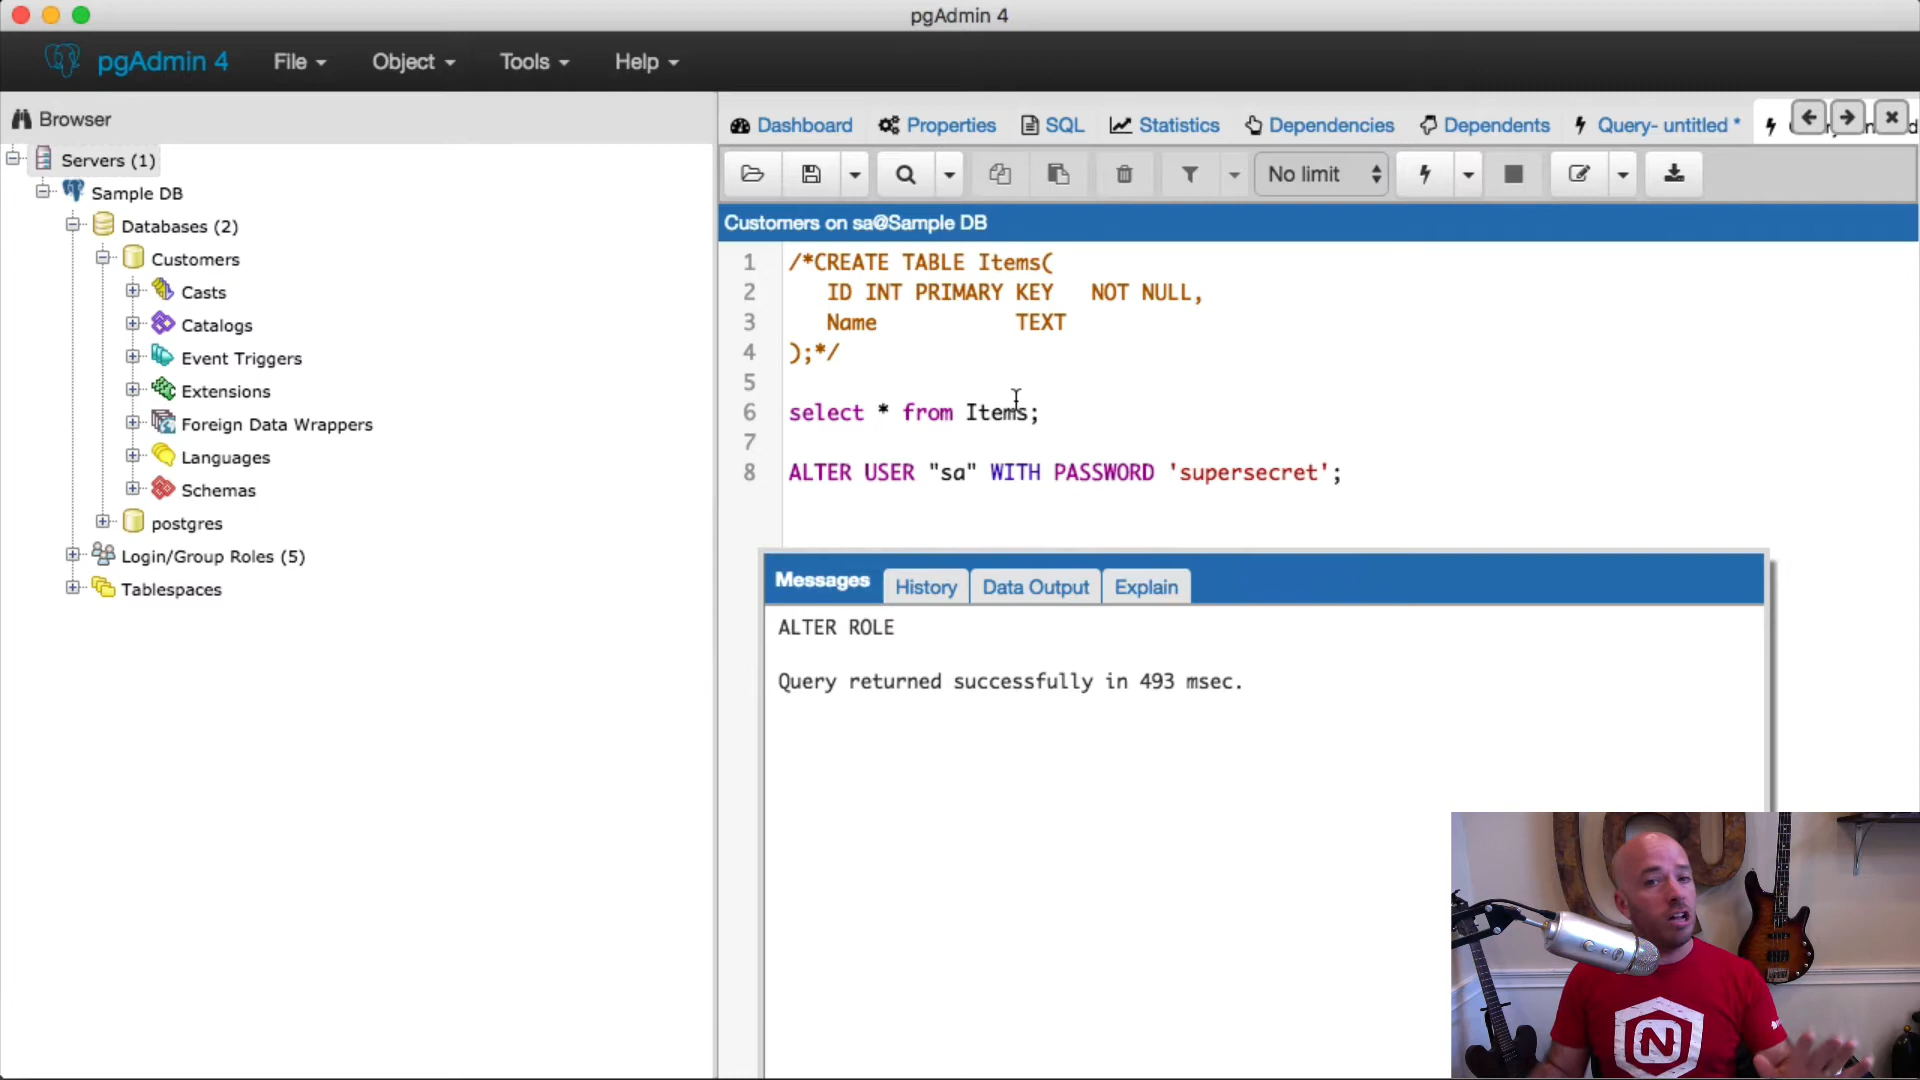 pgAdmin 4
pgAdmin 4 File Object Tools Help
Browser
Servers (1)
Sample DB
Databases (2)
Customers
Casts
Catalogs
Event Triggers
Extensions
Foreign Data Wrappers
Languages
Schemas
postgres
Login/Group Roles (5)
Tablespaces
Dashboard Properties SQL Statistics Dependencies Dependents Query- untitled *
No limit
Customers on sa@Sample DB
1 /*CREATE TABLE Items(
2 ID INT PRIMARY KEY NOT NULL,
3 Name TEXT
4 );*/
5
6 select * from Items;
7
8 ALTER USER "sa" WITH PASSWORD 'supersecret';
Messages History Data Output Explain
ALTER ROLE
Query returned successfully in 493 msec.
N